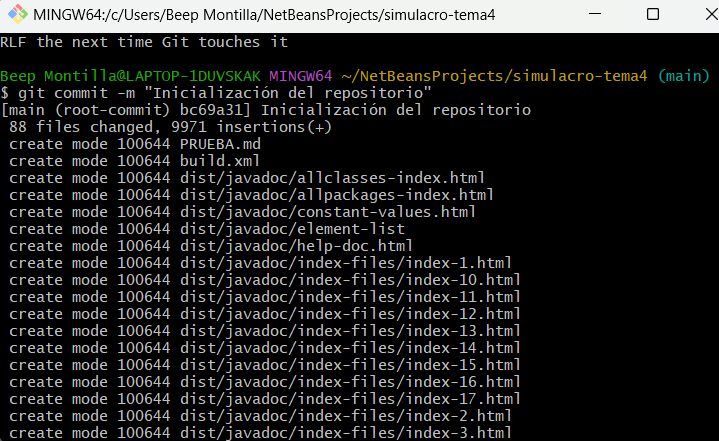 MINGW64:/c/Users/Beep Montilla/NetBeansProjects/simulacro-tema4
RLF the next time Git touches it
Beep Montilla@LAPTOP-1DUVSKAK MINGW64 ~/NetBeansProjects/simulacro-tema4 (main)
$ git commit -m "Inicialización del repositorio"
[main (root-commit) bc69a31] Inicialización del repositorio
 88 files changed, 9971 insertions(+)
 create mode 100644 PRUEBA.md
 create mode 100644 build.xml
 create mode 100644 dist/javadoc/allclasses-index.html
 create mode 100644 dist/javadoc/allpackages-index.html
 create mode 100644 dist/javadoc/constant-values.html
 create mode 100644 dist/javadoc/element-list
 create mode 100644 dist/javadoc/help-doc.html
 create mode 100644 dist/javadoc/index-files/index-1.html
 create mode 100644 dist/javadoc/index-files/index-10.html
 create mode 100644 dist/javadoc/index-files/index-11.html
 create mode 100644 dist/javadoc/index-files/index-12.html
 create mode 100644 dist/javadoc/index-files/index-13.html
 create mode 100644 dist/javadoc/index-files/index-14.html
 create mode 100644 dist/javadoc/index-files/index-15.html
 create mode 100644 dist/javadoc/index-files/index-16.html
 create mode 100644 dist/javadoc/index-files/index-17.html
 create mode 100644 dist/javadoc/index-files/index-2.html
 create mode 100644 dist/javadoc/index-files/index-3.html